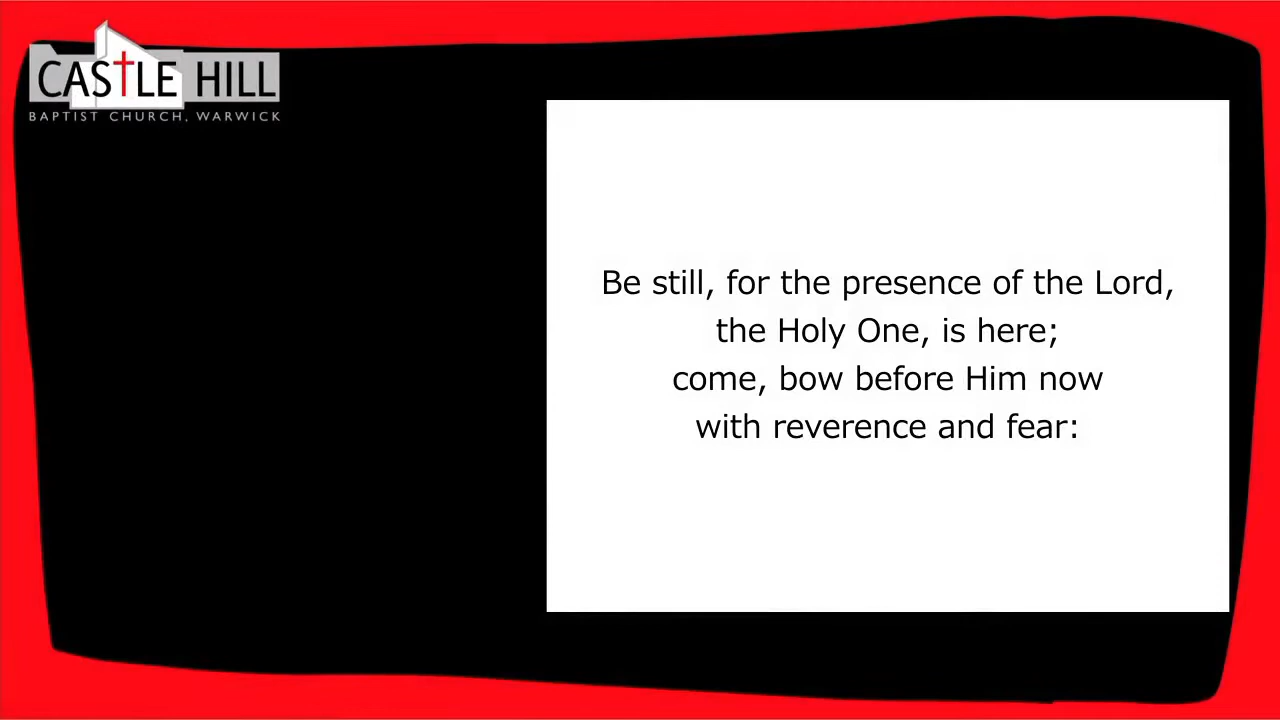 CASTLE HILL
BAPTIST CHURCH, WARWICK
Be still, for the presence of the Lord,
the Holy One, is here;
come, bow before Him now
with reverence and fear: